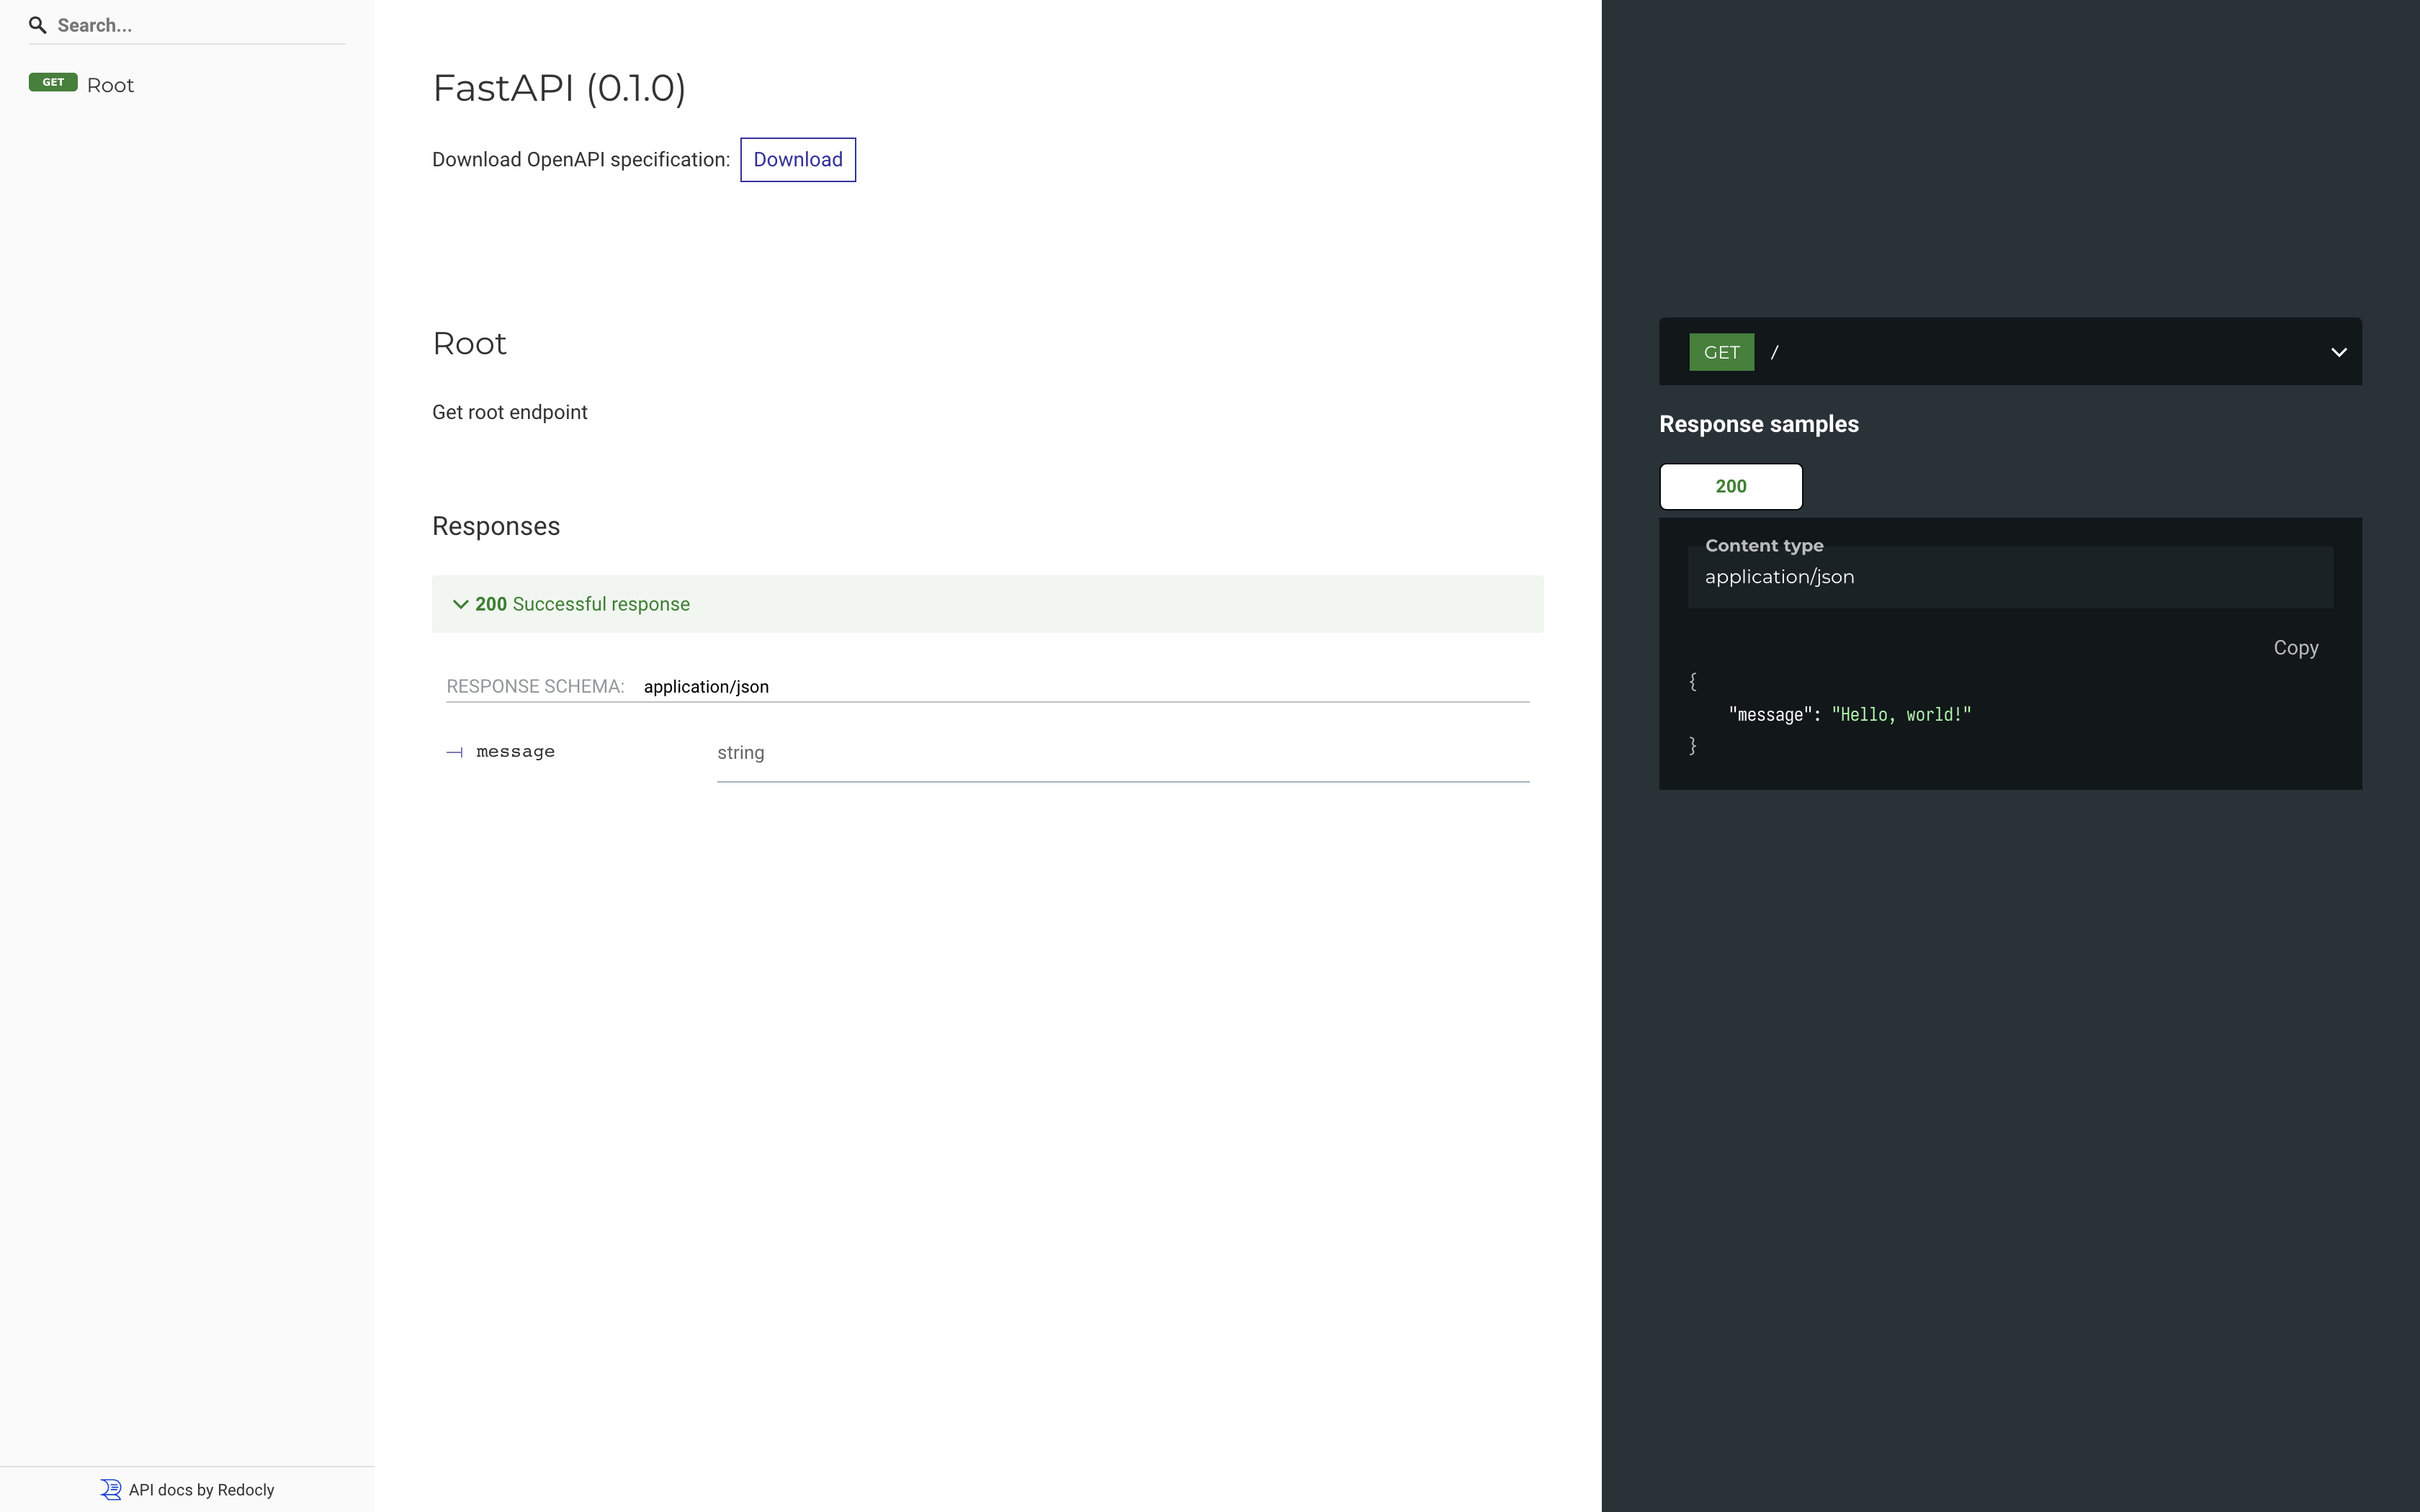 Search...
GET Root
FastAPI (0.1.0)
Download OpenAPI specification: Download
Root
Get root endpoint
Responses
200 Successful response
RESPONSE SCHEMA: application/json
message string
GET /
Response samples
200
Content type
application/json
Copy
{
"message": "Hello, world!"
}
API docs by Redocly